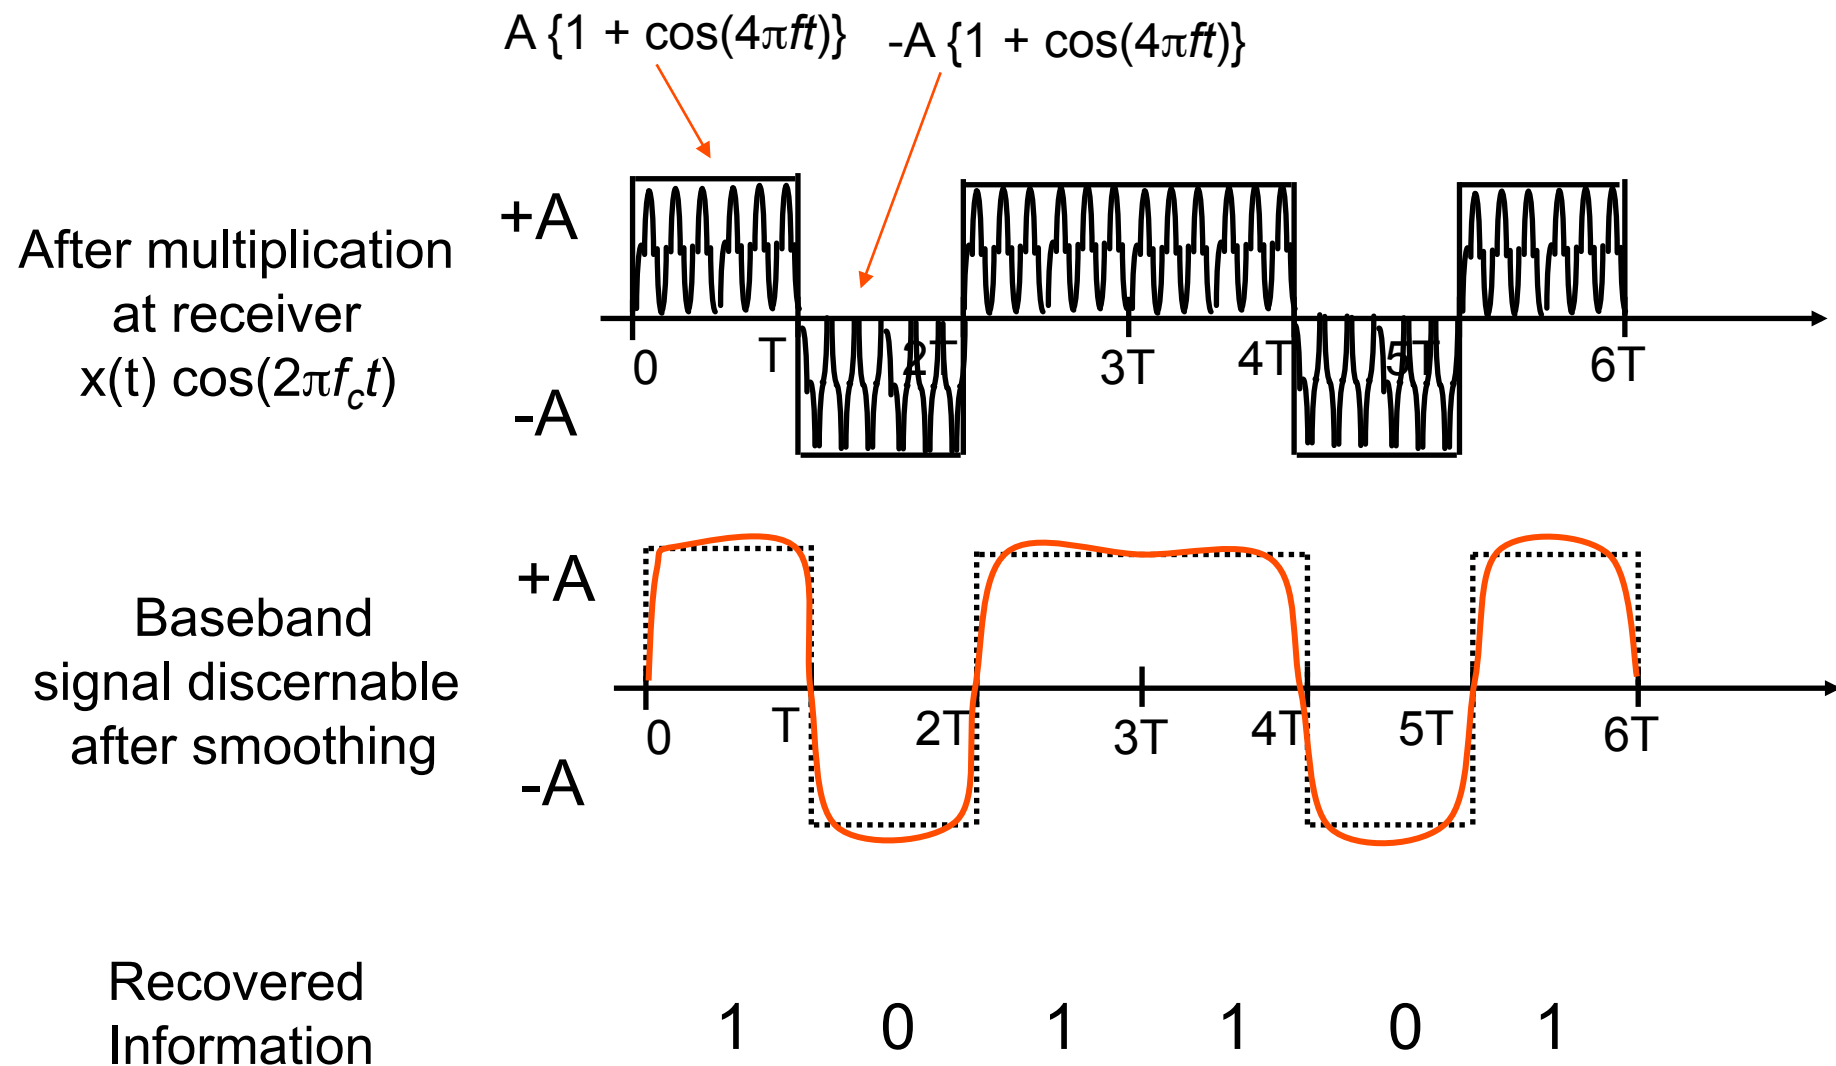 A {1 + cos(4πft)} -A {1 + cos(4πft)}
+A
After multiplication
at receiver
x(t) cos(2πf_ct)
0 T 2T 3T 4T 5T 6T
-A
+A
Baseband
signal discernable
after smoothing
0 T 2T 3T 4T 5T 6T
-A
Recovered
Information
1 0 1 1 0 1